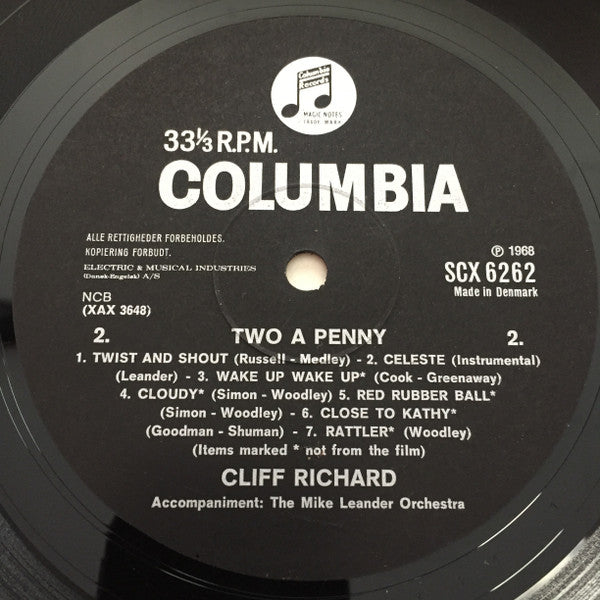 Columbia
Records
MAGIC NOTES
TRADE MARK
33⅓ R.P.M.
COLUMBIA
ALLE RETTIGHEDER FORBEHOLDES.
KOPIERING FORBUDT.
ELECTRIC & MUSICAL INDUSTRIES
(Dansk-Engelsk) A/S
NCB
(XAX 3648)
℗ 1968
SCX 6262
Made in Denmark
2. TWO A PENNY 2.
1. TWIST AND SHOUT (Russell - Medley) - 2. CELESTE (Instrumental)
(Leander) - 3. WAKE UP WAKE UP* (Cook - Greenaway)
4. CLOUDY* (Simon - Woodley) 5. RED RUBBER BALL*
(Simon - Woodley) - 6. CLOSE TO KATHY*
(Goodman - Shuman) - 7. RATTLER* (Woodley)
(Items marked * not from the film)
CLIFF RICHARD
Accompaniment: The Mike Leander Orchestra